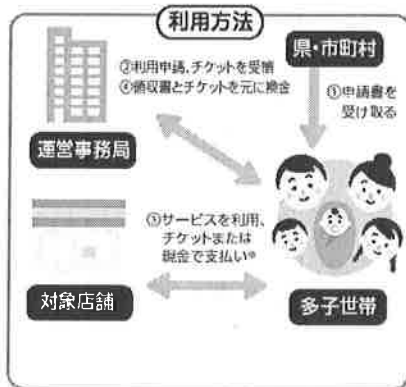 利用方法
②利用申請、チケットを受領
④領収書とチケットを元に換金
県・市町村
①申請書を
受け取る
運営事務局
③サービスを利用、
チケットまたは
現金で支払い※
対象店舗
多子世帯